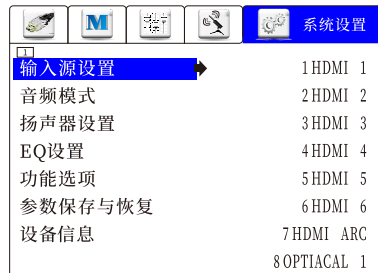 M 系统设置
1
输入源设置 1 HDMI 1
音频模式 2 HDMI 2
扬声器设置 3 HDMI 3
EQ设置 4 HDMI 4
功能选项 5 HDMI 5
参数保存与恢复 6 HDMI 6
设备信息 7 HDMI ARC
8 OPTIACAL 1